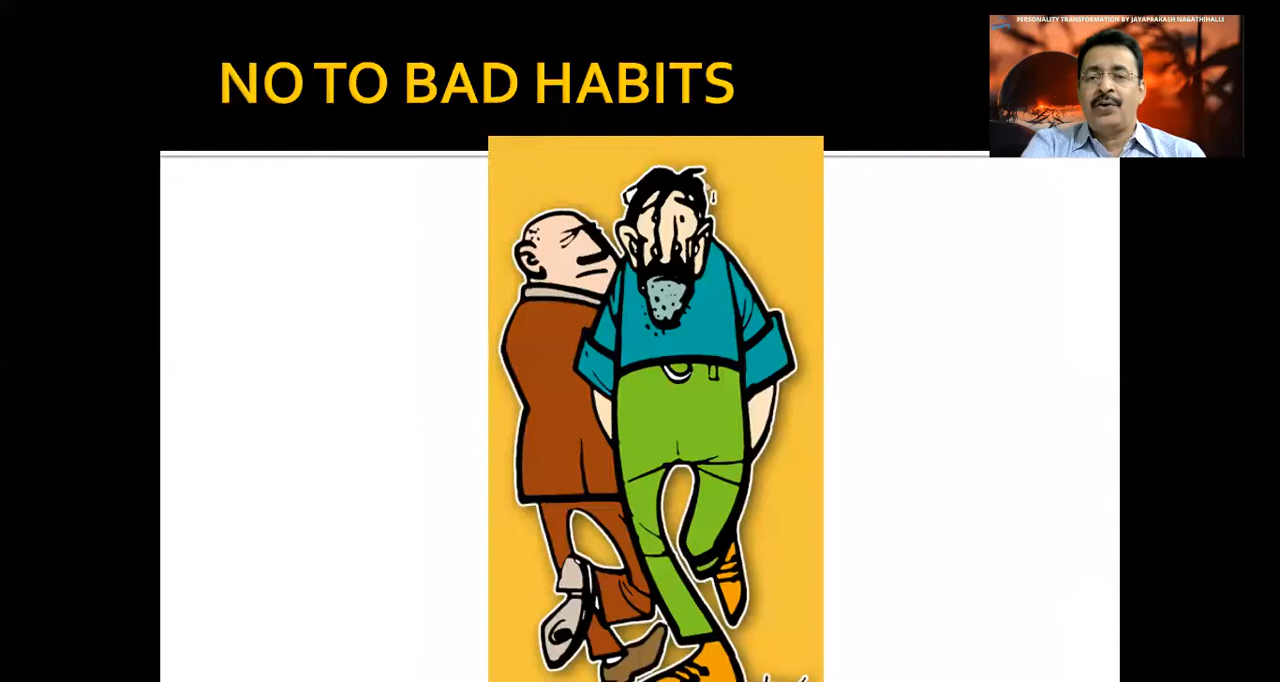 NO TO BAD HABITS
PERSONALITY TRANSFORMATION BY JAYAPRAKASH NAGATHIHALLI